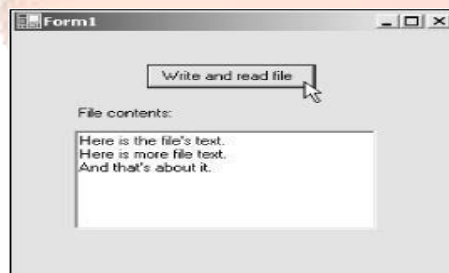 Form1
Write and read file
File contents:
Here is the file's text.
Here is more file text.
And that's about it.